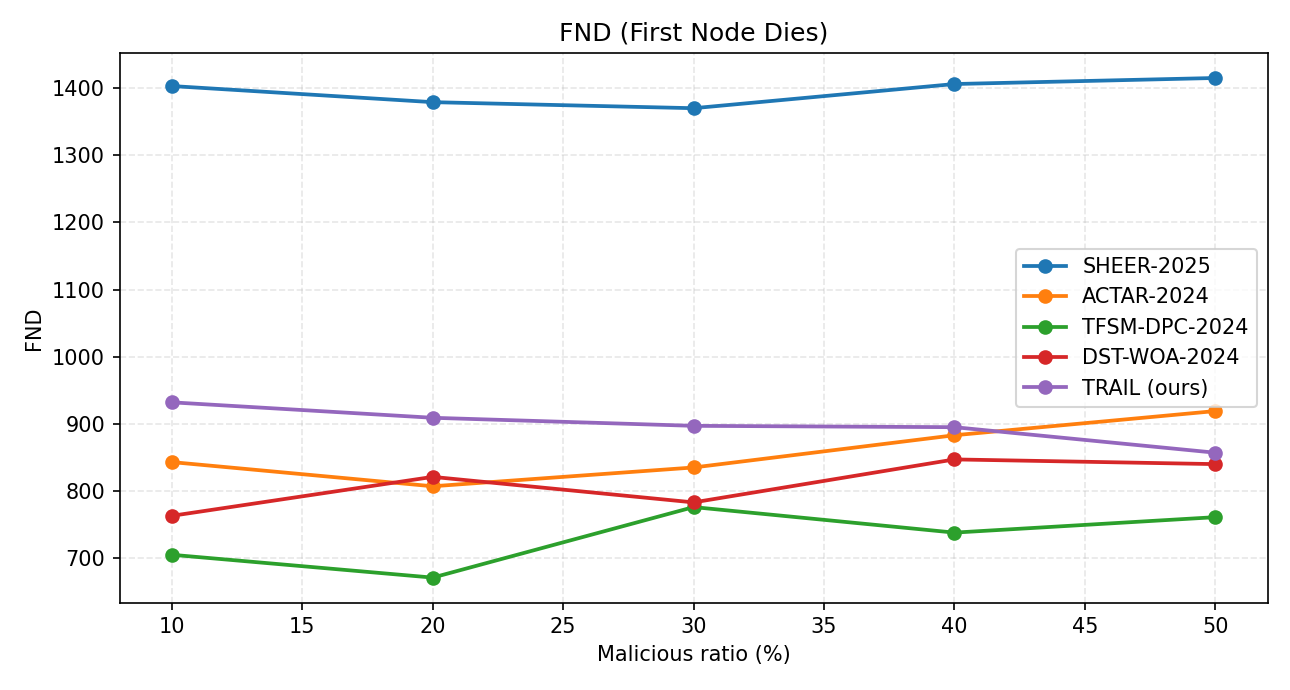 FND (First Node Dies)
FND
1400
1300
1200
1100
1000
900
800
700
SHEER-2025
ACTAR-2024
TFSM-DPC-2024
DST-WOA-2024
TRAIL (ours)
10 15 20 25 30 35 40 45 50
Malicious ratio (%)